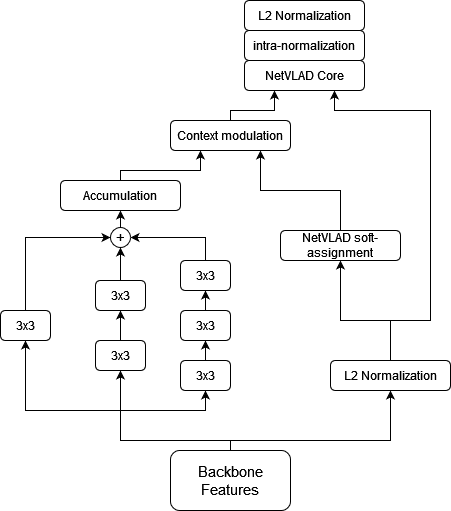 L2 Normalization
intra-normalization
NetVLAD Core
Context modulation
Accumulation
+
NetVLAD soft-
assignment
3x3
3x3
3x3
3x3
3x3
3x3
L2 Normalization
Backbone
Features